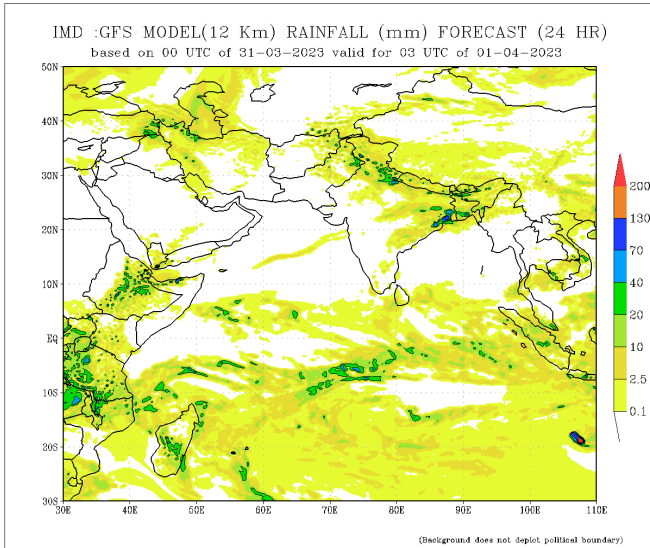 IMD :GFS MODEL(12 Km) RAINFALL (mm) FORECAST (24 HR)
based on 00 UTC of 31-03-2023 valid for 03 UTC of 01-04-2023
50N
40N
30N
20N
10N
EQ
10S
20S
30S
30E 40E 50E 60E 70E 80E 90E 100E 110E
200
130
70
40
20
10
2.5
0.1
(Background does not depict political boundary)